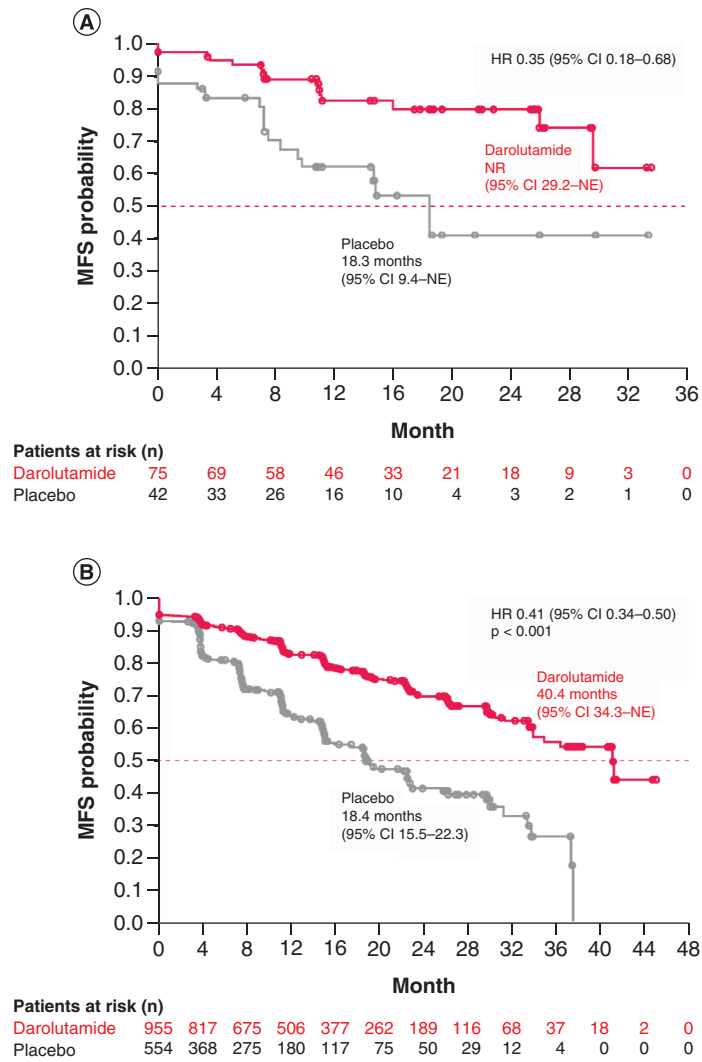 A
1.0
0.9
0.8
0.7
0.6
0.5
0.4
0.3
0.2
0.1
0.0
MFS probability
HR 0.35 (95% CI 0.18–0.68)
Darolutamide
NR
(95% CI 29.2–NE)
Placebo
18.3 months
(95% CI 9.4–NE)
0 4 8 12 16 20 24 28 32 36
Month
Patients at risk (n)
Darolutamide 75 69 58 46 33 21 18 9 3 0
Placebo 42 33 26 16 10 4 3 2 1 0
B
1.0
0.9
0.8
0.7
0.6
0.5
0.4
0.3
0.2
0.1
0.0
MFS probability
HR 0.41 (95% CI 0.34–0.50)
p < 0.001
Darolutamide
40.4 months
(95% CI 34.3–NE)
Placebo
18.4 months
(95% CI 15.5–22.3)
0 4 8 12 16 20 24 28 32 36 40 44 48
Month
Patients at risk (n)
Darolutamide 955 817 675 506 377 262 189 116 68 37 18 2 0
Placebo 554 368 275 180 117 75 50 29 12 4 0 0 0